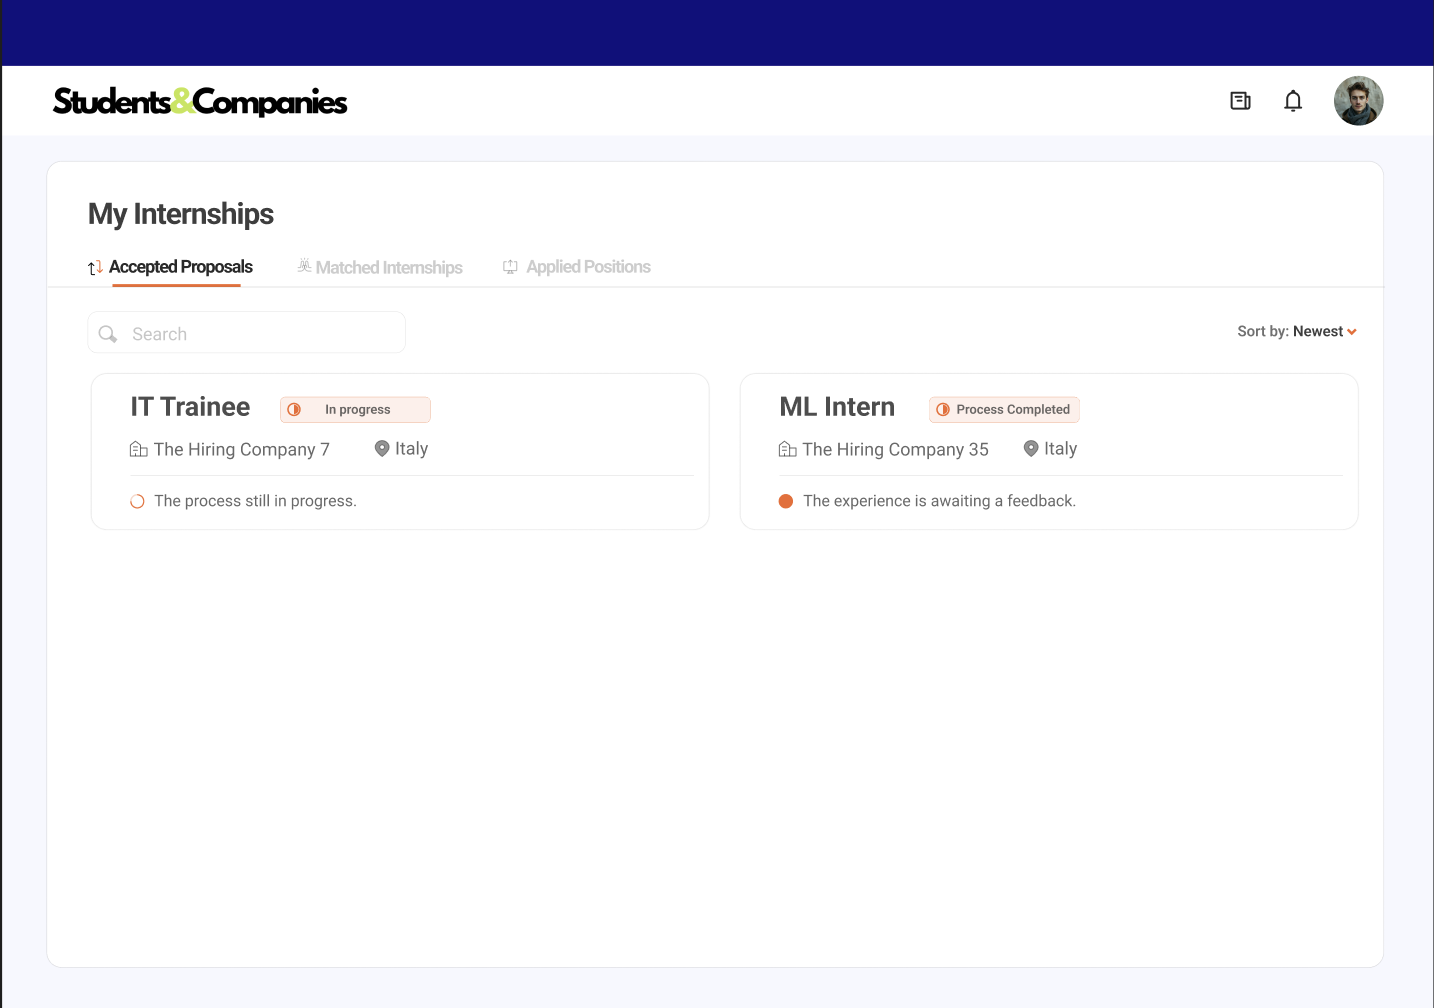 Students&Companies
My Internships
Accepted Proposals
Matched Internships
Applied Positions
Search
Sort by: Newest
IT Trainee
In progress
The Hiring Company 7
Italy
The process still in progress.
ML Intern
Process Completed
The Hiring Company 35
Italy
The experience is awaiting a feedback.